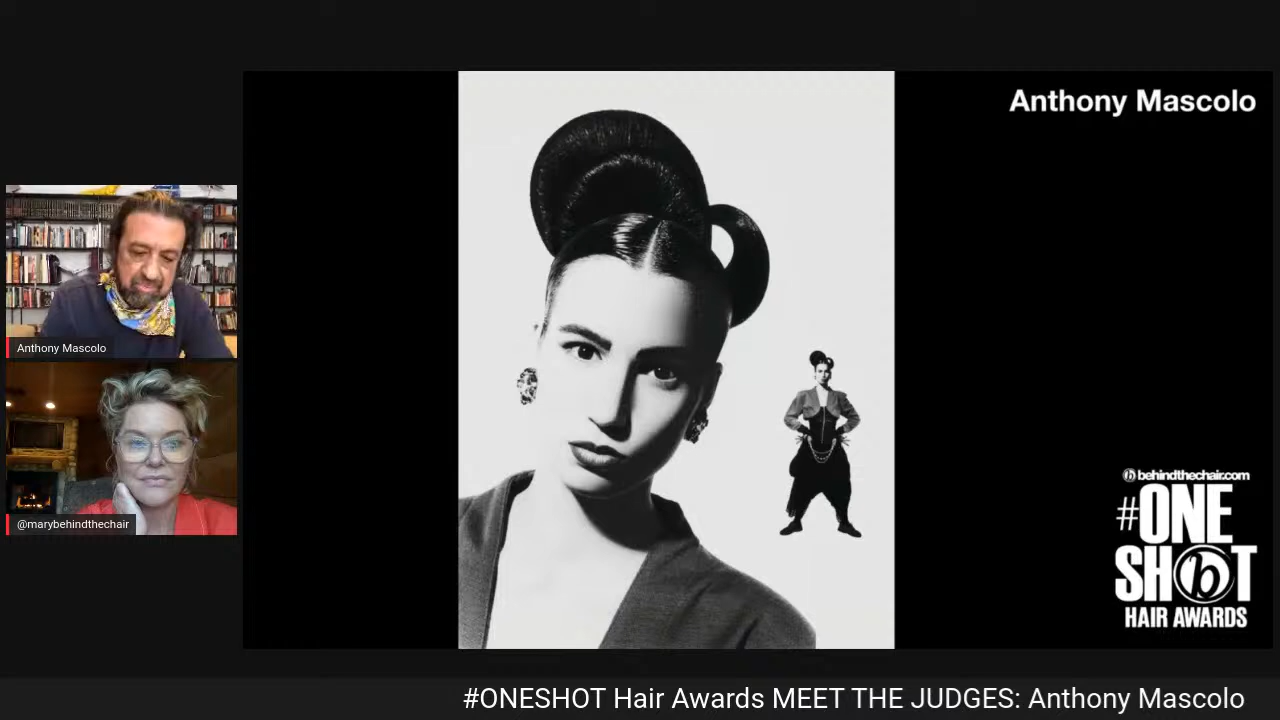 Anthony Mascolo
Anthony Mascolo
@marybehindthechair
behindthechair.com
#ONE
SHOT
HAIR AWARDS
#ONESHOT Hair Awards MEET THE JUDGES: Anthony Mascolo